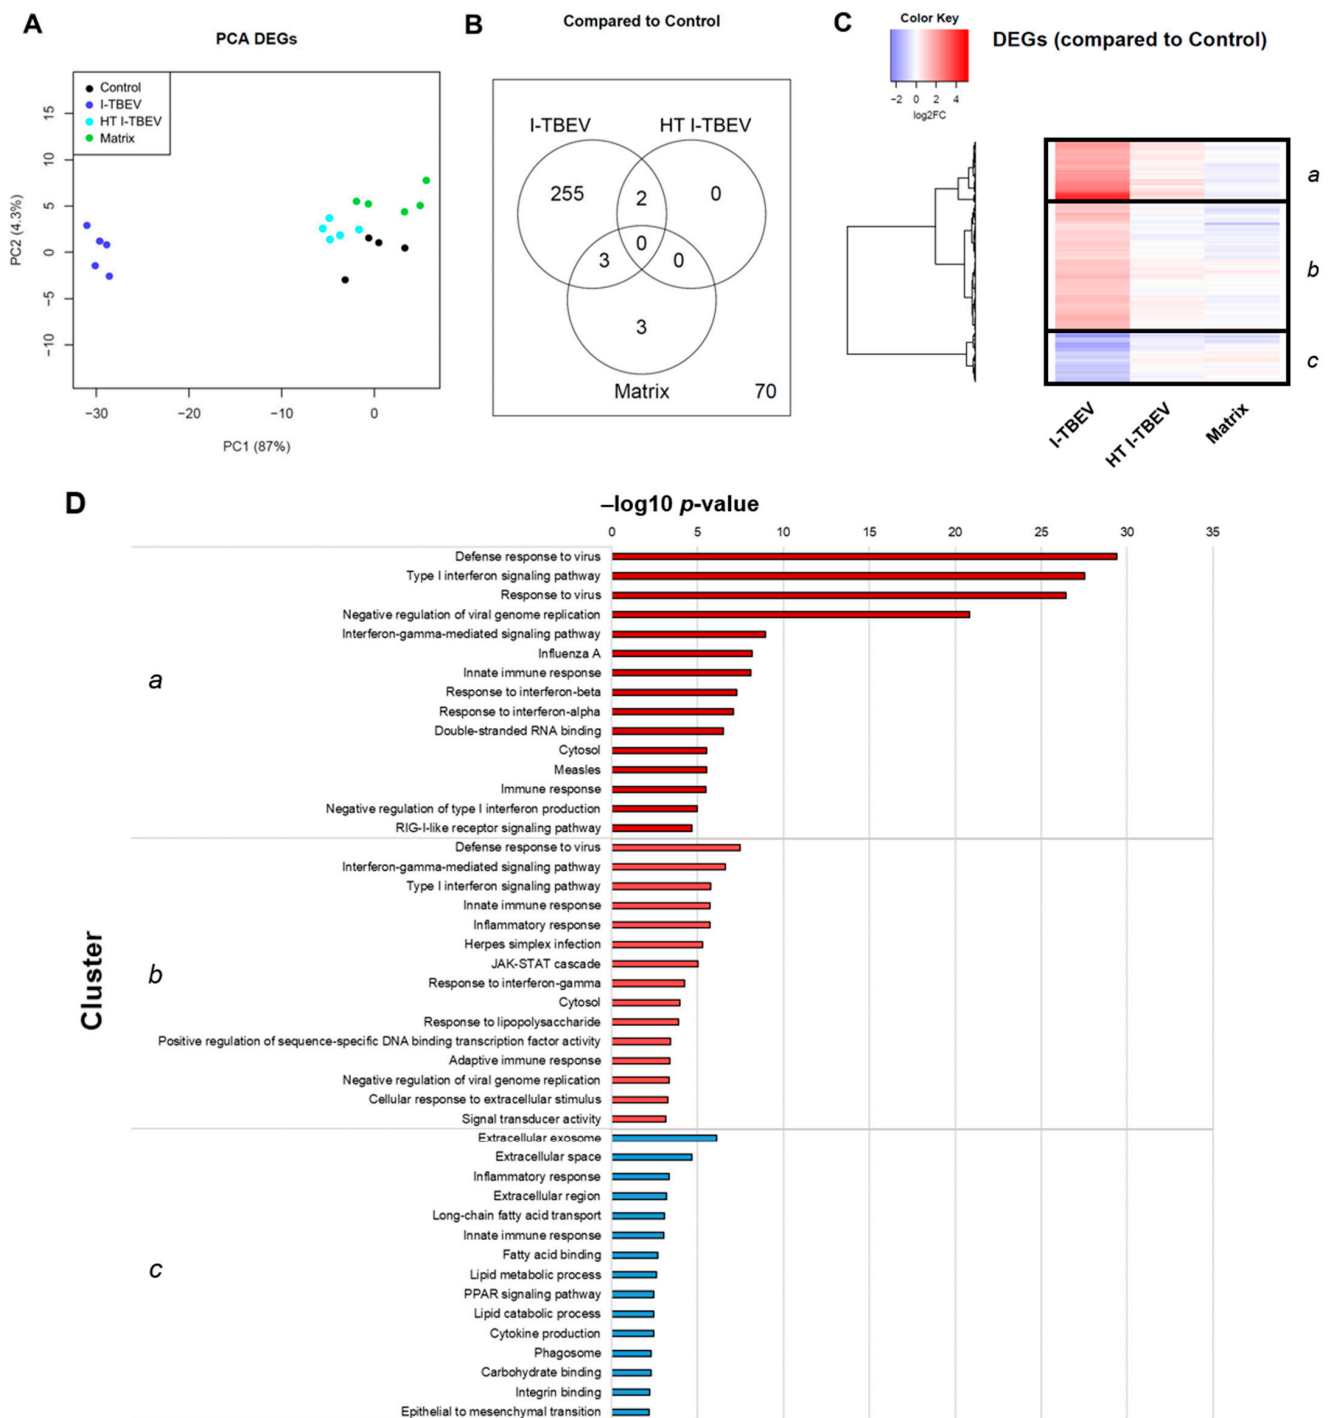 A
PCA DEGs
Control
I-TBEV
HT I-TBEV
Matrix
15
10
5
0
−5
−10
PC2 (4.3%)
−30
−20
−10
0
PC1 (87%)
B
Compared to Control
I-TBEV
HT I-TBEV
255
2
0
0
3
0
3
Matrix
70
C
Color Key
−2
0
2
4
log2FC
DEGs (compared to Control)
a
b
c
I-TBEV
HT I-TBEV
Matrix
D
–log10 p-value
0
5
10
15
20
25
30
35
Cluster
a
Defense response to virus
Type I interferon signaling pathway
Response to virus
Negative regulation of viral genome replication
Interferon-gamma-mediated signaling pathway
Influenza A
Innate immune response
Response to interferon-beta
Response to interferon-alpha
Double-stranded RNA binding
Cytosol
Measles
Immune response
Negative regulation of type I interferon production
RIG-I-like receptor signaling pathway
b
Defense response to virus
Interferon-gamma-mediated signaling pathway
Type I interferon signaling pathway
Innate immune response
Inflammatory response
Herpes simplex infection
JAK-STAT cascade
Response to interferon-gamma
Cytosol
Response to lipopolysaccharide
Positive regulation of sequence-specific DNA binding transcription factor activity
Adaptive immune response
Negative regulation of viral genome replication
Cellular response to extracellular stimulus
Signal transducer activity
c
Extracellular exosome
Extracellular space
Inflammatory response
Extracellular region
Long-chain fatty acid transport
Innate immune response
Fatty acid binding
Lipid metabolic process
PPAR signaling pathway
Lipid catabolic process
Cytokine production
Phagosome
Carbohydrate binding
Integrin binding
Epithelial to mesenchymal transition